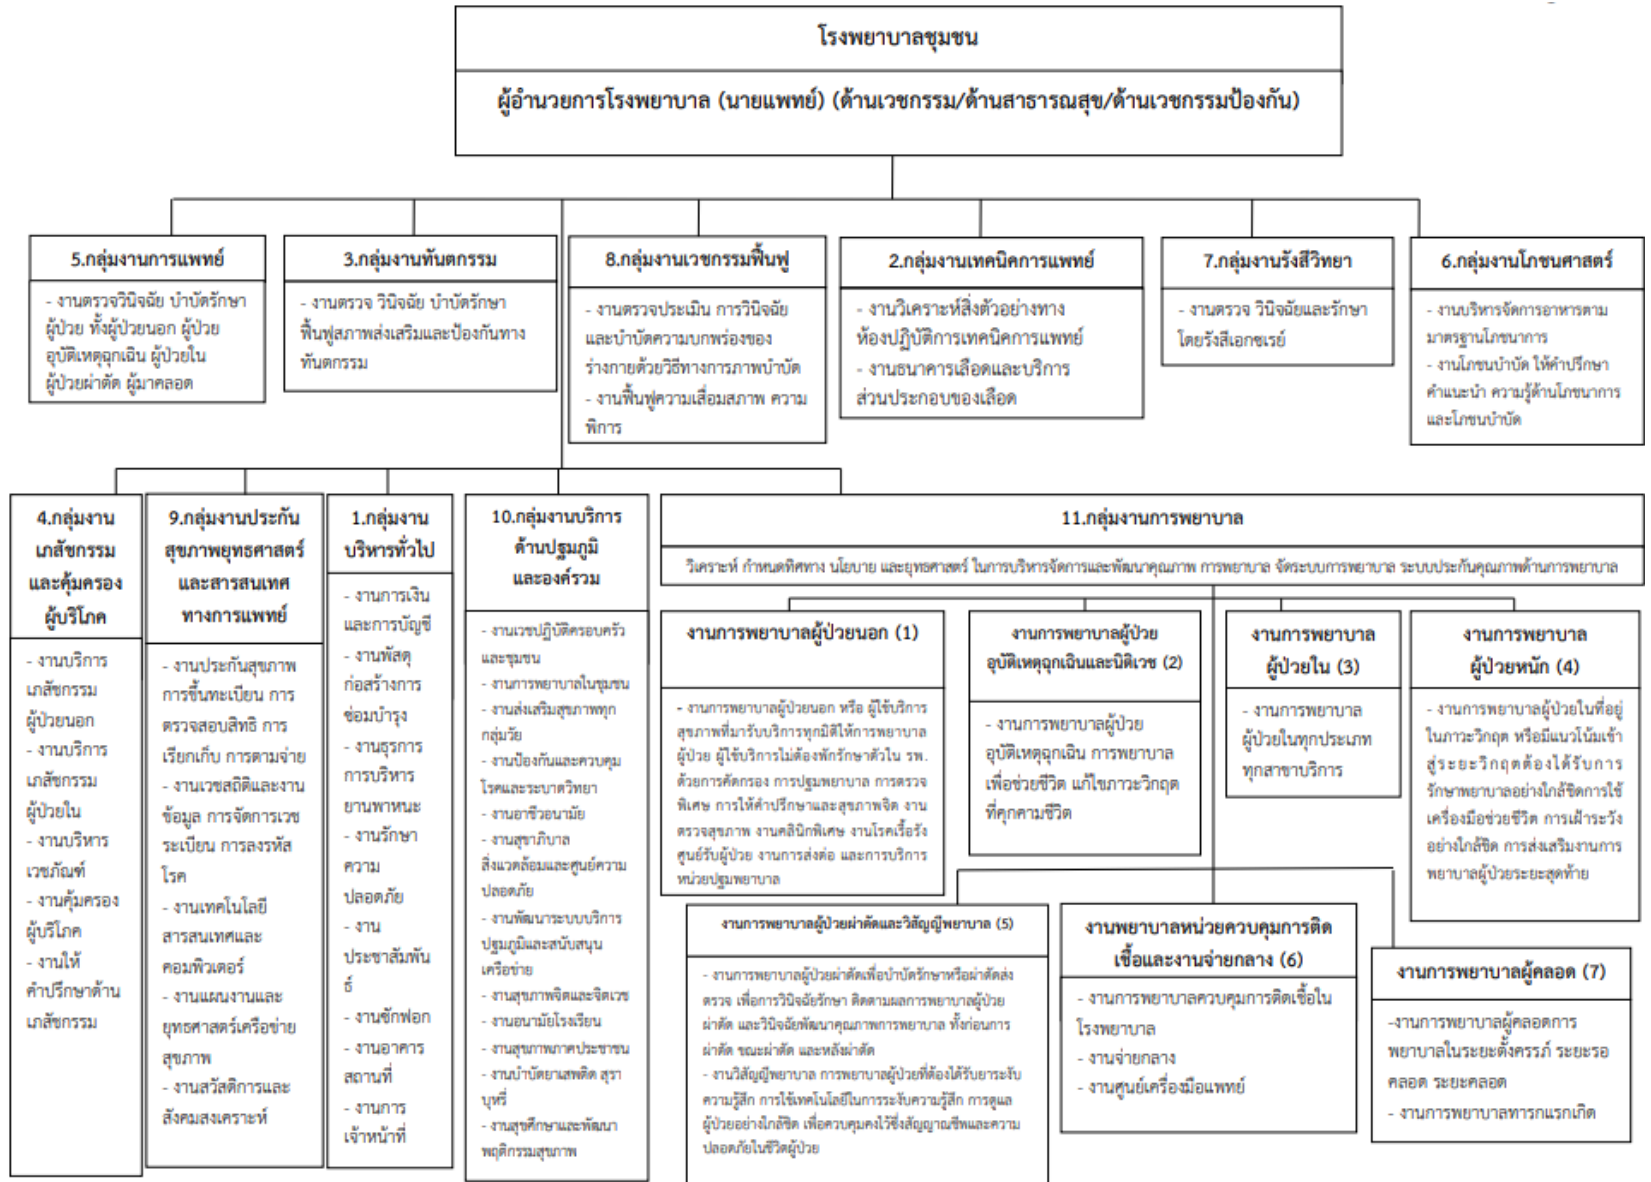 โรงพยาบาลชุมชน
ผู้อำนวยการโรงพยาบาล (นายแพทย์) (ด้านเวชกรรม/ด้านสาธารณสุข/ด้านเวชกรรมป้องกัน)
5.กลุ่มงานการแพทย์
- งานตรวจวินิจฉัย บำบัดรักษา
ผู้ป่วย ทั้งผู้ป่วยนอก ผู้ป่วย
อุบัติเหตุฉุกเฉิน ผู้ป่วยใน
ผู้ป่วยผ่าตัด ผู้มาคลอด
3.กลุ่มงานทันตกรรม
- งานตรวจ วินิจฉัย บำบัดรักษา
ฟื้นฟูสภาพส่งเสริมและป้องกันทาง
ทันตกรรม
8.กลุ่มงานเวชกรรมฟื้นฟู
- งานตรวจประเมิน การวินิจฉัย
และบำบัดความบกพร่องของ
ร่างกายด้วยวิธีทางการภาพบำบัด
- งานฟื้นฟูความเสื่อมสภาพ ความ
พิการ
2.กลุ่มงานเทคนิคการแพทย์
- งานวิเคราะห์สิ่งตัวอย่างทาง
ห้องปฏิบัติการเทคนิคการแพทย์
- งานธนาคารเลือดและบริการ
ส่วนประกอบของเลือด
7.กลุ่มงานรังสีวิทยา
- งานตรวจ วินิจฉัยและรักษา
โดยรังสีเอกซเรย์
6.กลุ่มงานโภชนศาสตร์
- งานบริหารจัดการอาหารตาม
มาตรฐานโภชนาการ
- งานโภชนบำบัด ให้คำปรึกษา
คำแนะนำ ความรู้ด้านโภชนาการ
และโภชนบำบัด
4.กลุ่มงาน
เภสัชกรรม
และคุ้มครอง
ผู้บริโภค
- งานบริการ
เภสัชกรรม
ผู้ป่วยนอก
- งานบริการ
เภสัชกรรม
ผู้ป่วยใน
- งานบริหาร
เวชภัณฑ์
- งานคุ้มครอง
ผู้บริโภค
- งานให้
คำปรึกษาด้าน
เภสัชกรรม
9.กลุ่มงานประกัน
สุขภาพยุทธศาสตร์
และสารสนเทศ
ทางการแพทย์
- งานประกันสุขภาพ
การขึ้นทะเบียน การ
ตรวจสอบสิทธิ การ
เรียกเก็บ การตามจ่าย
- งานเวชสถิติและงาน
ข้อมูล การจัดการเวช
ระเบียน การลงรหัส
โรค
- งานเทคโนโลยี
สารสนเทศและ
คอมพิวเตอร์
- งานแผนงานและ
ยุทธศาสตร์เครือข่าย
สุขภาพ
- งานสวัสดิการและ
สังคมสงเคราะห์
1.กลุ่มงาน
บริหารทั่วไป
- งานการเงิน
และการบัญชี
- งานพัสดุ
ก่อสร้างการ
ซ่อมบำรุง
- งานธุรการ
การบริหาร
ยานพาหนะ
- งานรักษา
ความ
ปลอดภัย
- งาน
ประชาสัมพัน
ธ์
- งานซักฟอก
- งานอาคาร
สถานที่
- งานการ
เจ้าหน้าที่
10.กลุ่มงานบริการ
ด้านปฐมภูมิ
และองค์รวม
- งานเวชปฏิบัติครอบครัว
และชุมชน
- งานการพยาบาลในชุมชน
- งานส่งเสริมสุขภาพทุก
กลุ่มวัย
- งานป้องกันและควบคุม
โรคและระบาดวิทยา
- งานอาชีวอนามัย
- งานสุขาภิบาล
สิ่งแวดล้อมและศูนย์ความ
ปลอดภัย
- งานพัฒนาระบบบริการ
ปฐมภูมิและสนับสนุน
เครือข่าย
- งานสุขภาพจิตและจิตเวช
- งานอนามัยโรงเรียน
- งานสุขภาพภาคประชาชน
- งานบำบัดยาเสพติด สุรา
บุหรี่
- งานสุขศึกษาและพัฒนา
พฤติกรรมสุขภาพ
11.กลุ่มงานการพยาบาล
วิเคราะห์ กำหนดทิศทาง นโยบาย และยุทธศาสตร์ ในการบริหารจัดการและพัฒนาคุณภาพ การพยาบาล จัดระบบการพยาบาล ระบบประกันคุณภาพด้านการพยาบาล
งานการพยาบาลผู้ป่วยนอก (1)
- งานการพยาบาลผู้ป่วยนอก หรือ ผู้ใช้บริการ
สุขภาพที่มารับบริการทุกมิติให้การพยาบาล
ผู้ป่วย ผู้ใช้บริการไม่ต้องพักรักษาตัวใน รพ.
ด้วยการคัดกรอง การปฐมพยาบาล การตรวจ
พิเศษ การให้คำปรึกษาและสุขภาพจิต งาน
ตรวจสุขภาพ งานคลินิกพิเศษ งานโรคเรื้อรัง
ศูนย์รับผู้ป่วย งานการส่งต่อ และการบริการ
หน่วยปฐมพยาบาล
งานการพยาบาลผู้ป่วย
อุบัติเหตุฉุกเฉินและนิติเวช (2)
- งานการพยาบาลผู้ป่วย
อุบัติเหตุฉุกเฉิน การพยาบาล
เพื่อช่วยชีวิต แก้ไขภาวะวิกฤต
ที่คุกคามชีวิต
งานการพยาบาล
ผู้ป่วยใน (3)
- งานการพยาบาล
ผู้ป่วยในทุกประเภท
ทุกสาขาบริการ
งานการพยาบาล
ผู้ป่วยหนัก (4)
- งานการพยาบาลผู้ป่วยในที่อยู่
ในภาวะวิกฤต หรือมีแนวโน้มเข้า
สู่ระยะวิกฤตต้องได้รับการ
รักษาพยาบาลอย่างใกล้ชิดการใช้
เครื่องมือช่วยชีวิต การเฝ้าระวัง
อย่างใกล้ชิด การส่งเสริมงานการ
พยาบาลผู้ป่วยระยะสุดท้าย
งานการพยาบาลผู้ป่วยผ่าตัดและวิสัญญีพยาบาล (5)
- งานการพยาบาลผู้ป่วยผ่าตัดเพื่อบำบัดรักษาหรือผ่าตัดส่ง
ตรวจ เพื่อการวินิจฉัยรักษา ติดตามผลการพยาบาลผู้ป่วย
ผ่าตัด และวินิจฉัยพัฒนาคุณภาพการพยาบาล ทั้งก่อนการ
ผ่าตัด ขณะผ่าตัด และหลังผ่าตัด
- งานวิสัญญีพยาบาล การพยาบาลผู้ป่วยที่ต้องได้รับยาระงับ
ความรู้สึก การใช้เทคโนโลยีในการระงับความรู้สึก การดูแล
ผู้ป่วยอย่างใกล้ชิด เพื่อควบคุมคงไว้ซึ่งสัญญาณชีพและความ
ปลอดภัยในชีวิตผู้ป่วย
งานพยาบาลหน่วยควบคุมการติด
เชื้อและงานจ่ายกลาง (6)
- งานการพยาบาลควบคุมการติดเชื้อใน
โรงพยาบาล
- งานจ่ายกลาง
- งานศูนย์เครื่องมือแพทย์
งานการพยาบาลผู้คลอด (7)
-งานการพยาบาลผู้คลอดการ
พยาบาลในระยะตั้งครรภ์ ระยะรอ
คลอด ระยะคลอด
- งานการพยาบาลทารกแรกเกิด